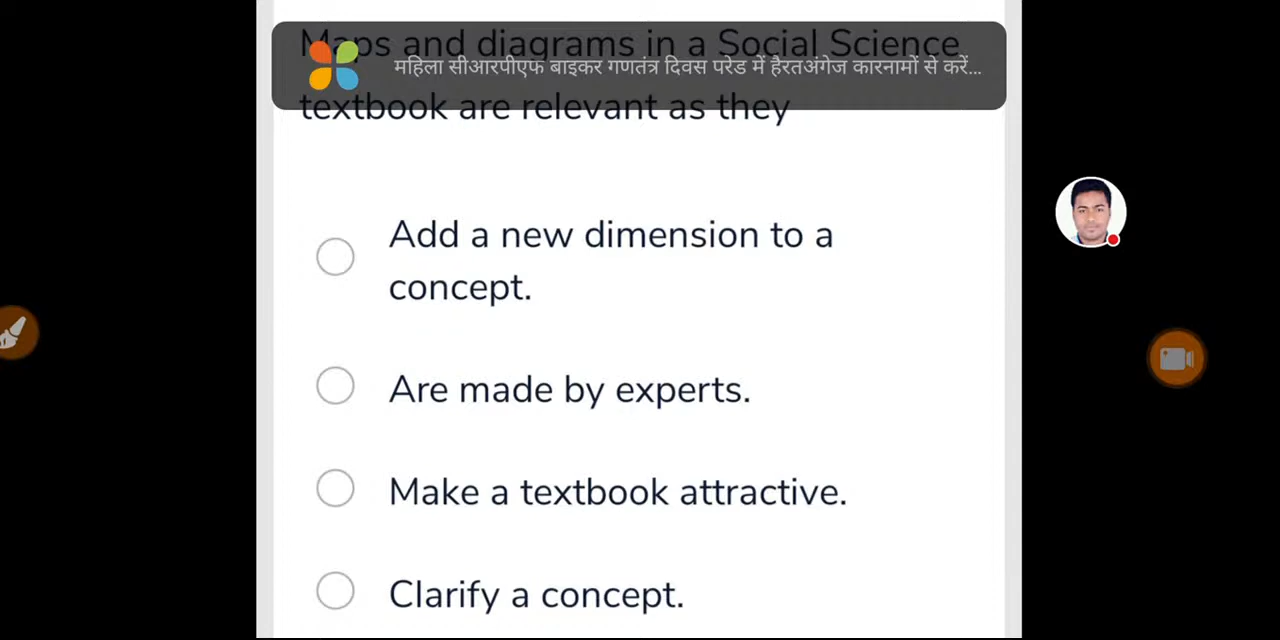 Maps and diagrams in a Social Science
महिला सीआरपीएफ बाइकर गणतंत्र दिवस परेड में हैरतअंगेज कारनामों से करें...
textbook are relevant as they
Add a new dimension to a
concept.
Are made by experts.
Make a textbook attractive.
Clarify a concept.